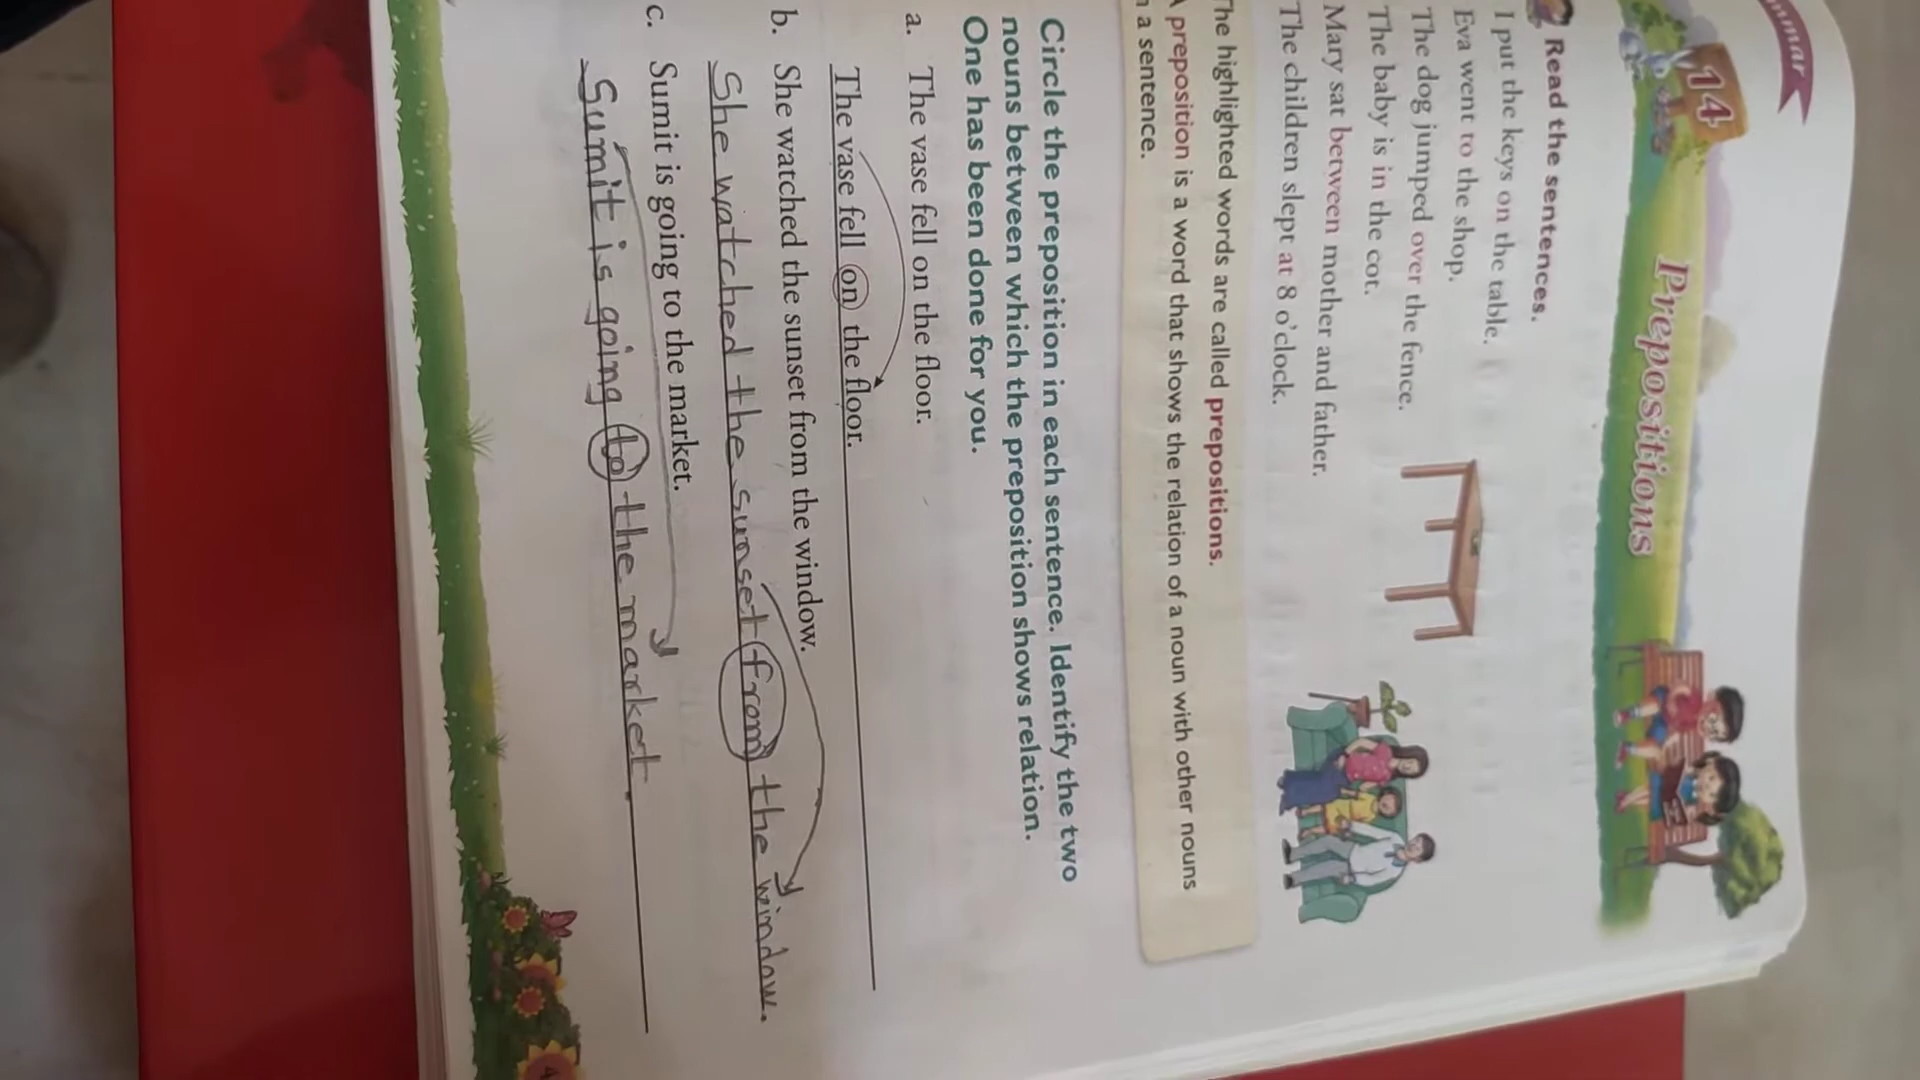 14
Prepositions
Read the sentences.
I put the keys on the table.
Eva went to the shop.
The dog jumped over the fence.
The baby is in the cot.
Mary sat between mother and father.
The children slept at 8 o'clock.
The highlighted words are called prepositions.
A preposition is a word that shows the relation of a noun with other nouns
in a sentence.
Circle the preposition in each sentence. Identify the two
nouns between which the preposition shows relation.
One has been done for you.
a. The vase fell on the floor.
The vase fell on the floor.
b. She watched the sunset from the window.
She watched the sunset from the window.
c. Sumit is going to the market.
Sumit is going to the market.
4